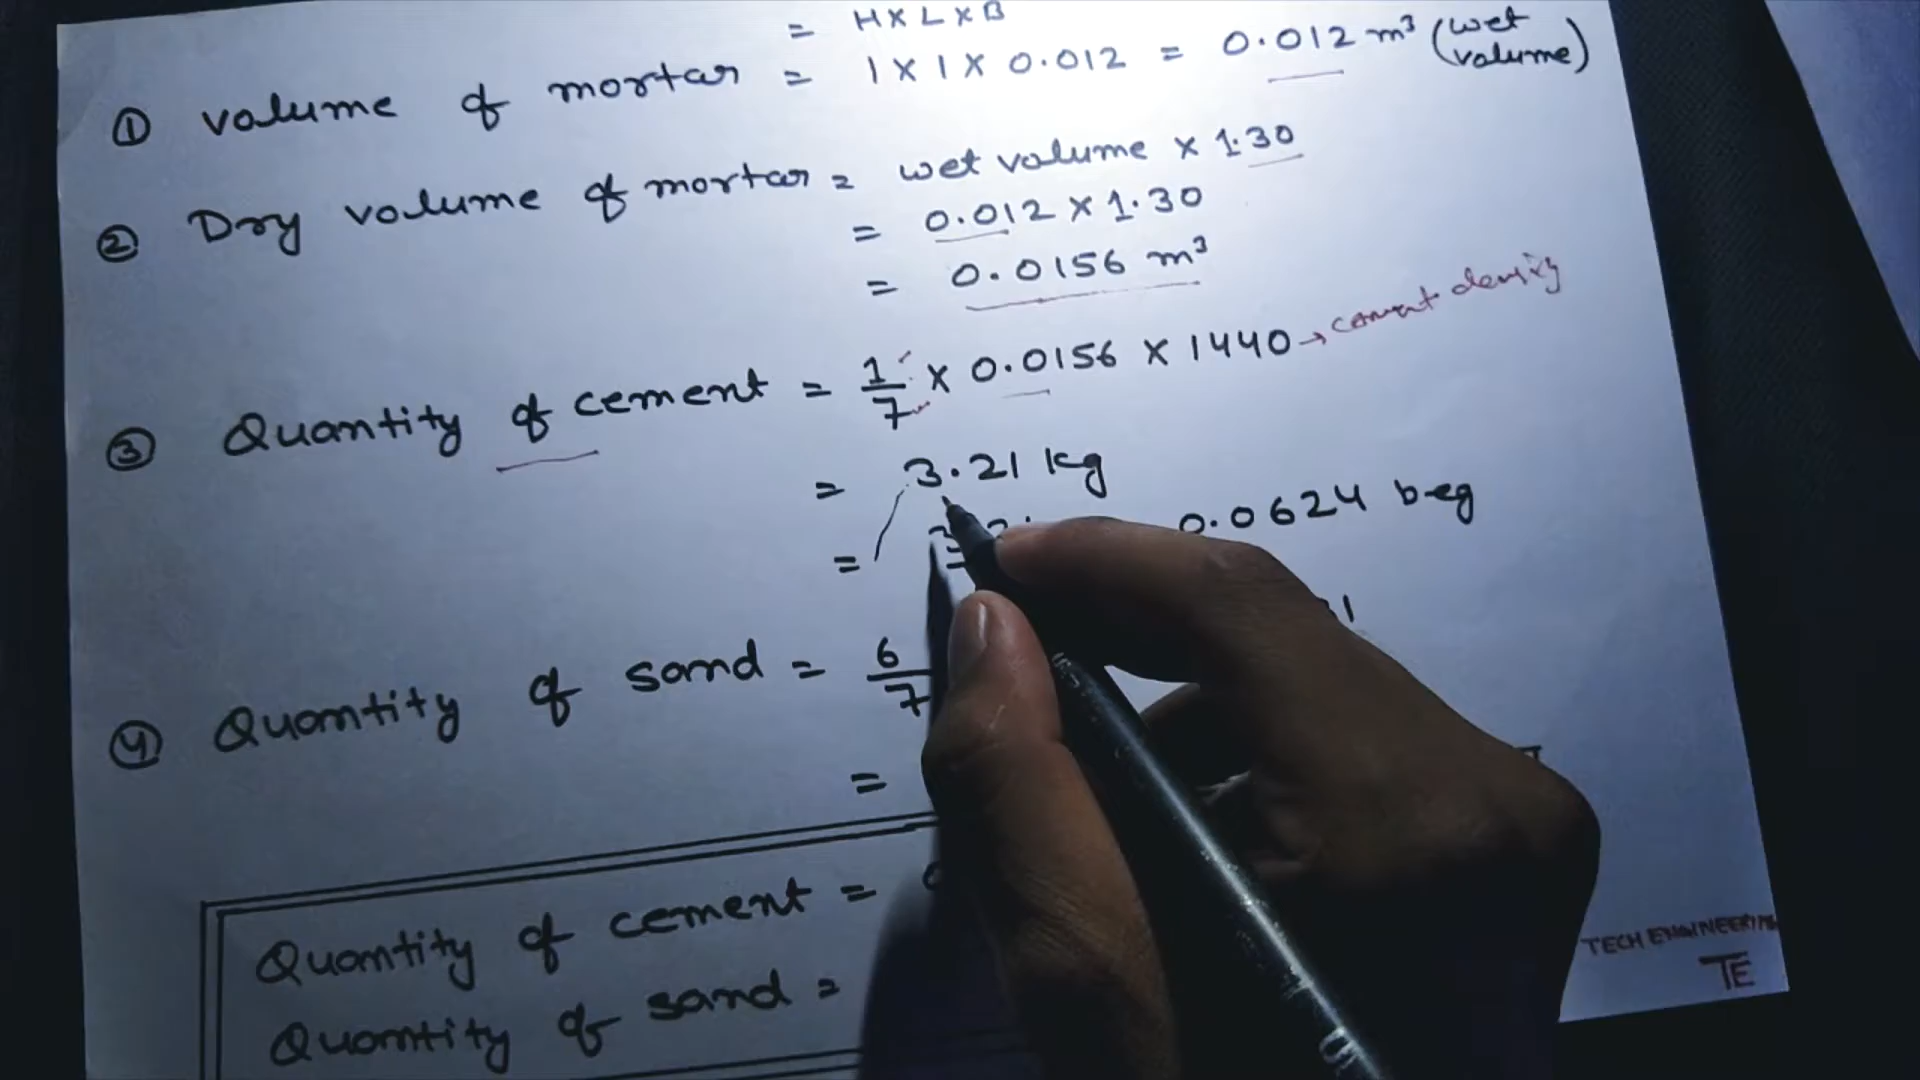 = H X L X B
① volume of mortar = 1 X 1 X 0.012 = 0.012 m³ (wet volume)
② Dry volume of mortar = wet volume x 1.30
= 0.012 x 1.30
= 0.0156 m³
③ Quantity of cement = 1/7 x 0.0156 x 1440 → cement density
= 3.21 kg
= 0.0624 beg
④ Quantity of sand = 6/7
=
Quantity of cement =
Quantity of sand =
TECH ENGINEERING
TE